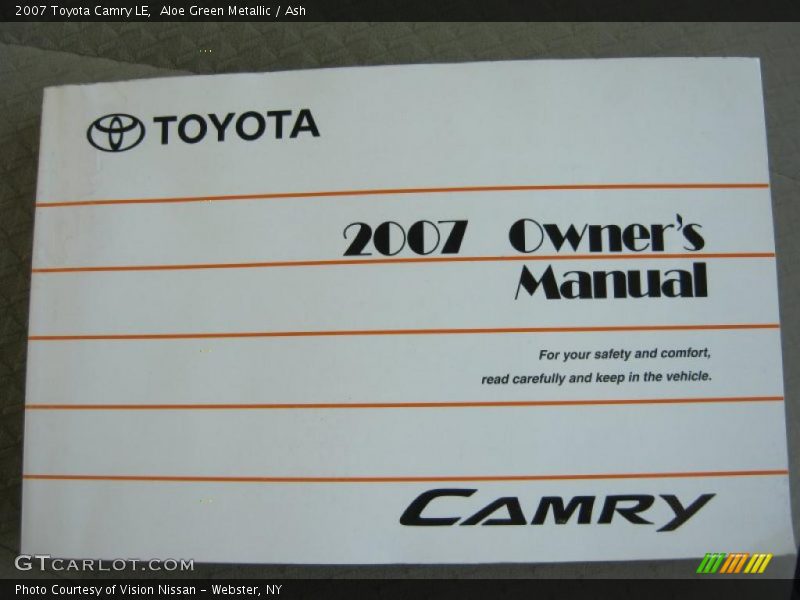 2007 Toyota Camry LE,  Aloe Green Metallic / Ash
TOYOTA
2007 Owner's
Manual
For your safety and comfort,
read carefully and keep in the vehicle.
CAMRY
GTCARLOT.COM
Photo Courtesy of Vision Nissan - Webster, NY